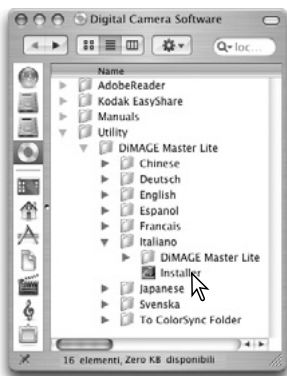 Digital Camera Software
Q▾ loc...
Name
AdobeReader
Kodak EasyShare
Manuals
Utility
DiMAGE Master Lite
Chinese
Deutsch
English
Espanol
Francais
Italiano
DiMAGE Master Lite
Installer
Japanese
Svenska
To ColorSync Folder
16 elementi, Zero KB disponibili